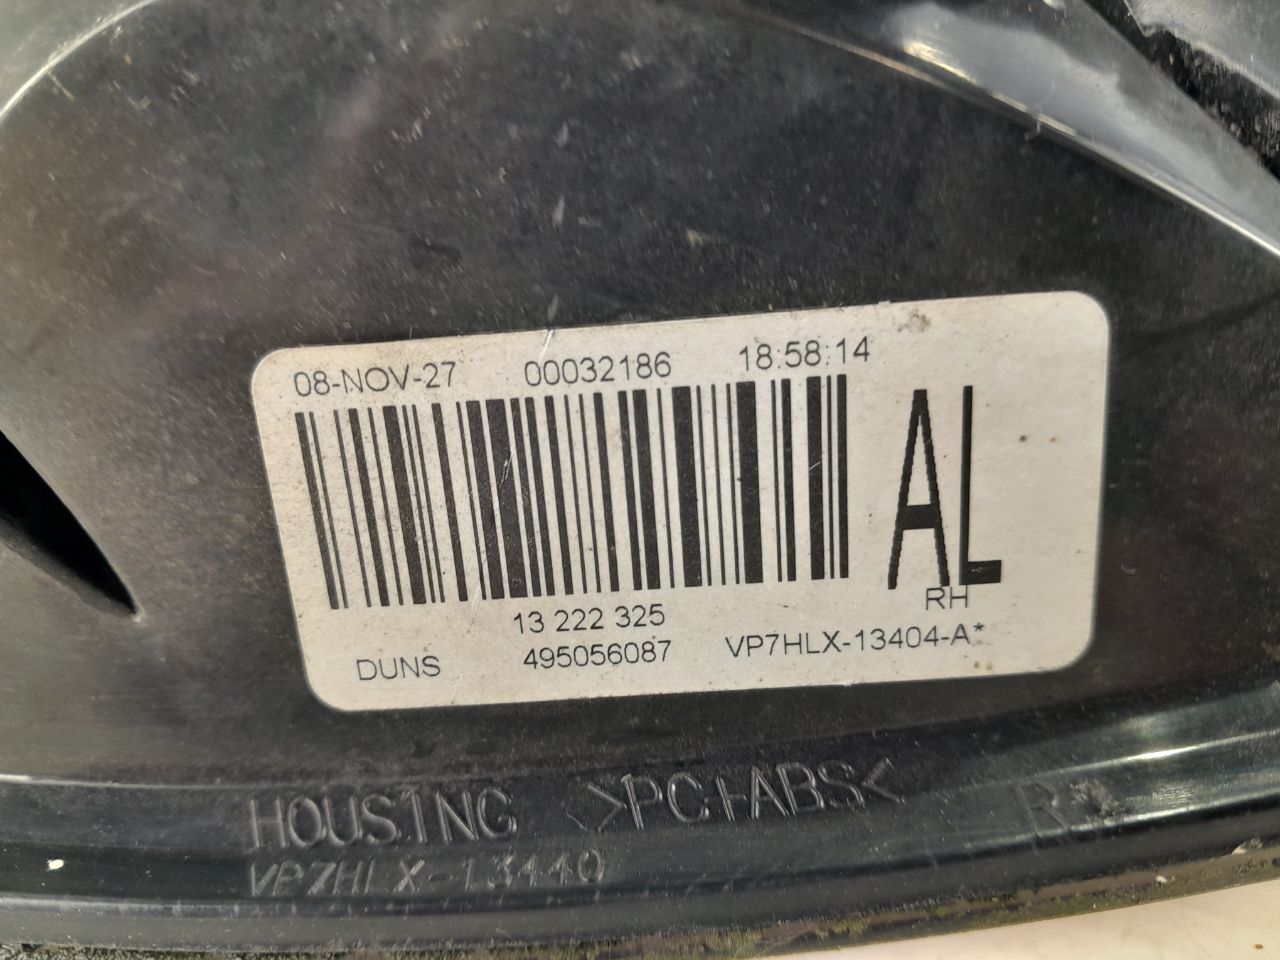 08-NOV-27 00032186 18:58:14
AL
RH
13 222 325
DUNS 495056087 VP7HLX-13404-A*
HOUSING >PC+ABS<
VP7HLX-13440